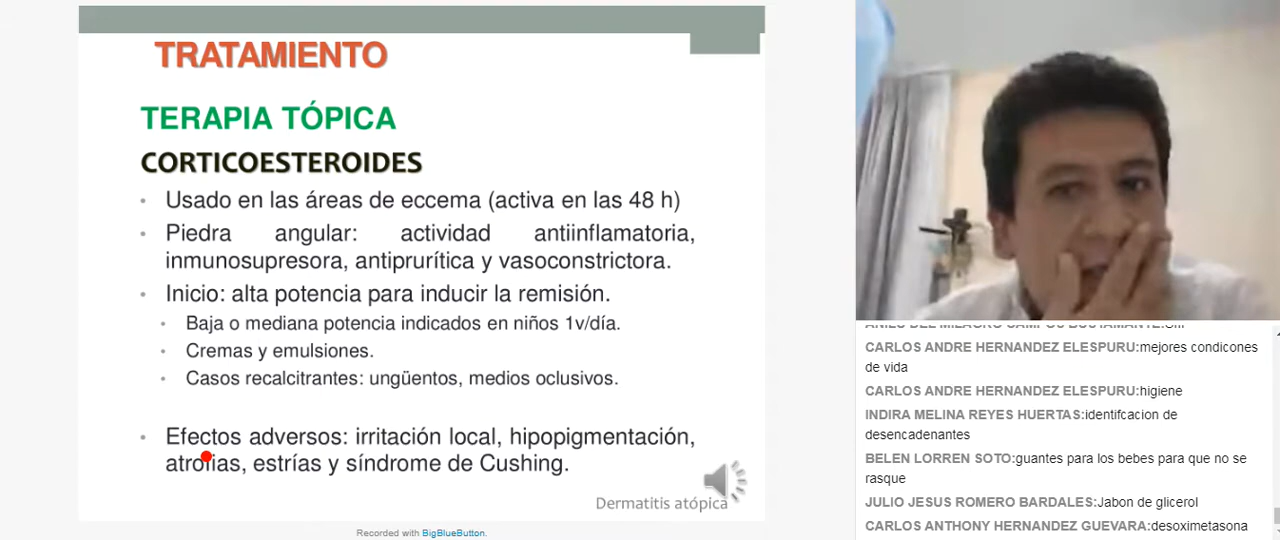 TRATAMIENTO
TERAPIA TÓPICA
CORTICOESTEROIDES
• Usado en las áreas de eccema (activa en las 48 h)
• Piedra angular: actividad antiinflamatoria,
inmunosupresora, antiprurítica y vasoconstrictora.
• Inicio: alta potencia para inducir la remisión.
• Baja o mediana potencia indicados en niños 1v/día.
• Cremas y emulsiones.
• Casos recalcitrantes: ungüentos, medios oclusivos.
• Efectos adversos: irritación local, hipopigmentación,
atrofias, estrías y síndrome de Cushing.
Dermatitis atópica
Recorded with BigBlueButton.
CARLOS ANDRE HERNANDEZ ELESPURU:mejores condicones
de vida
CARLOS ANDRE HERNANDEZ ELESPURU:higiene
INDIRA MELINA REYES HUERTAS:identifcacion de
desencadenantes
BELEN LORREN SOTO:guantes para los bebes para que no se
rasque
JULIO JESUS ROMERO BARDALES:Jabon de glicerol
CARLOS ANTHONY HERNANDEZ GUEVARA:desoximetasona